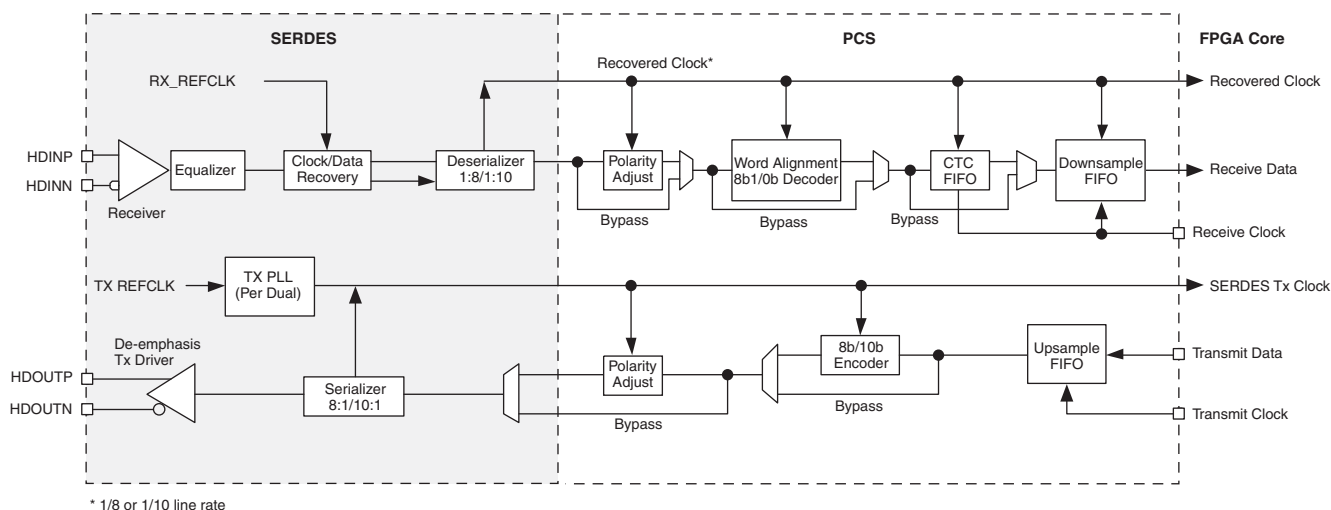 SERDES
PCS
FPGA Core
RX_REFCLK
Recovered Clock*
Recovered Clock
HDINP
HDINN
Receiver
Equalizer
Clock/Data
Recovery
Deserializer
1:8/1:10
Polarity
Adjust
Bypass
Word Alignment
8b1/0b Decoder
Bypass
CTC
FIFO
Bypass
Downsample
FIFO
Receive Data
Receive Clock
TX REFCLK
TX PLL
(Per Dual)
SERDES Tx Clock
De-emphasis
Tx Driver
HDOUTP
HDOUTN
Serializer
8:1/10:1
Polarity
Adjust
Bypass
8b/10b
Encoder
Bypass
Upsample
FIFO
Transmit Data
Transmit Clock
* 1/8 or 1/10 line rate